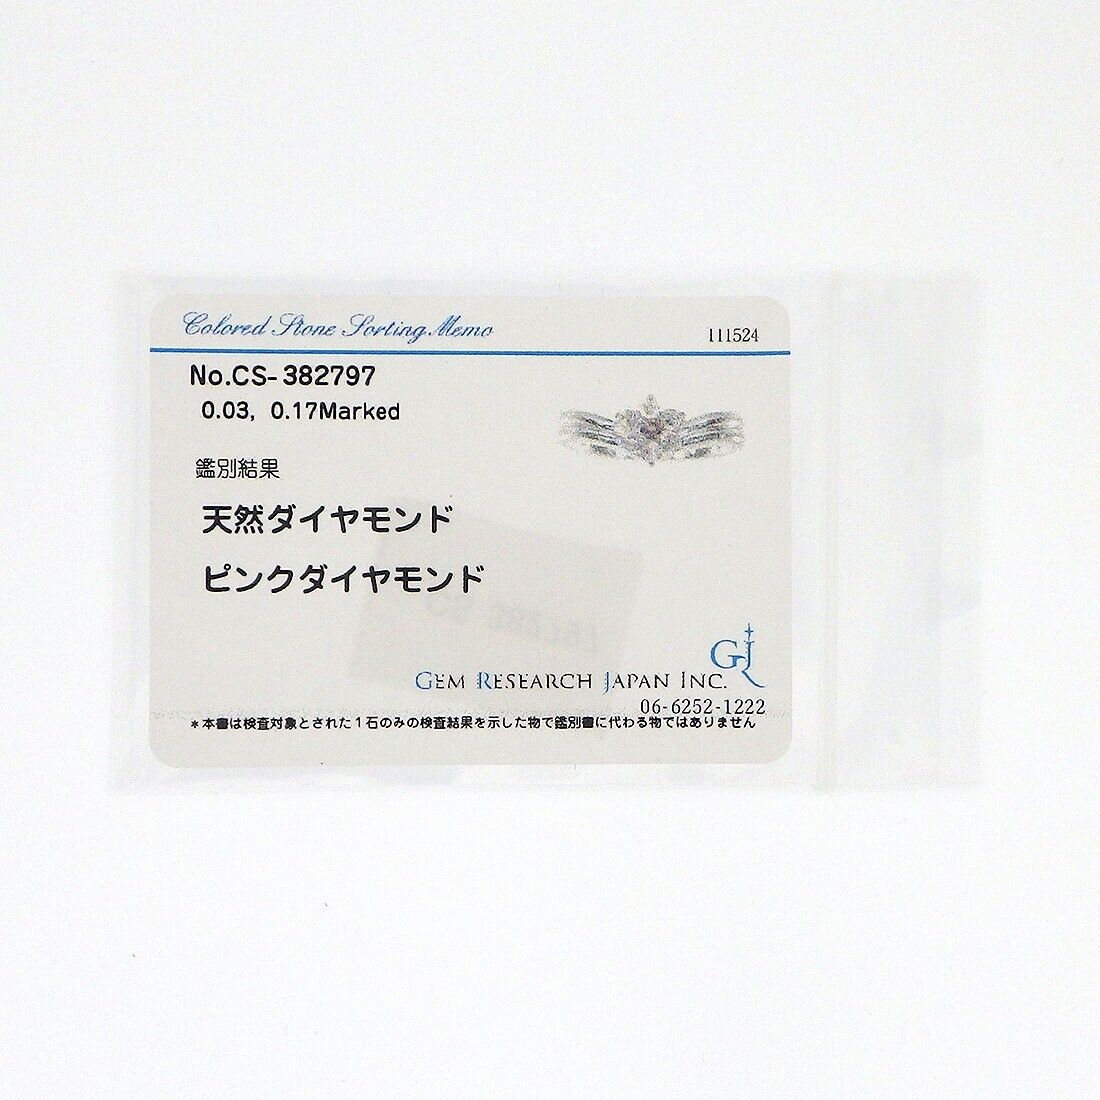 Colored Stone Sorting Memo
111524
No.CS-382797
0.03, 0.17Marked
鑑別結果
天然ダイヤモンド
ピンクダイヤモンド
GJ
GEM RESEARCH JAPAN INC.
06-6252-1222
*本書は検査対象とされた1石のみの検査結果を示した物で鑑別書に代わる物ではありません